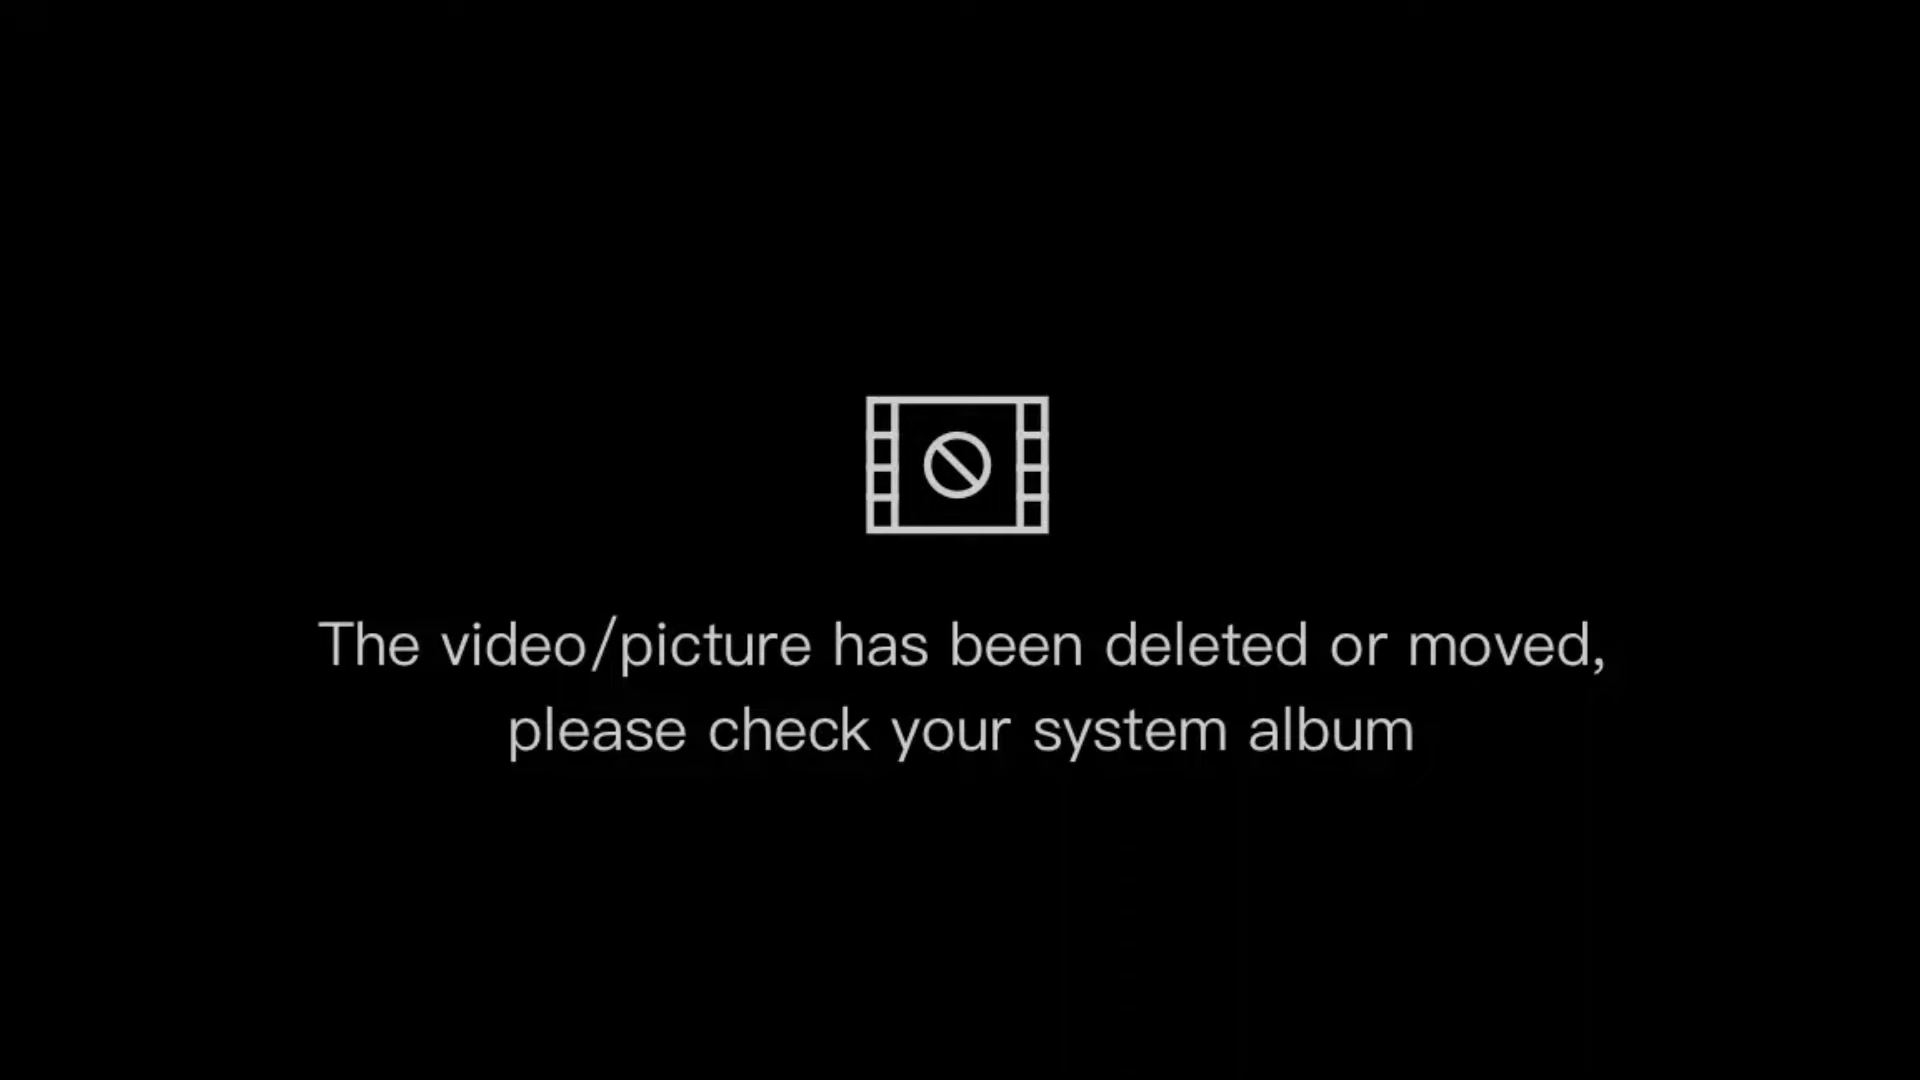 The video/picture has been deleted or moved,
please check your system album